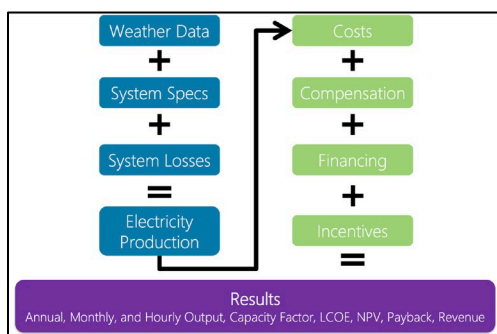 Weather Data
+
System Specs
+
System Losses
=
Electricity
Production
Costs
+
Compensation
+
Financing
+
Incentives
=
Results
Annual, Monthly, and Hourly Output, Capacity Factor, LCOE, NPV, Payback, Revenue